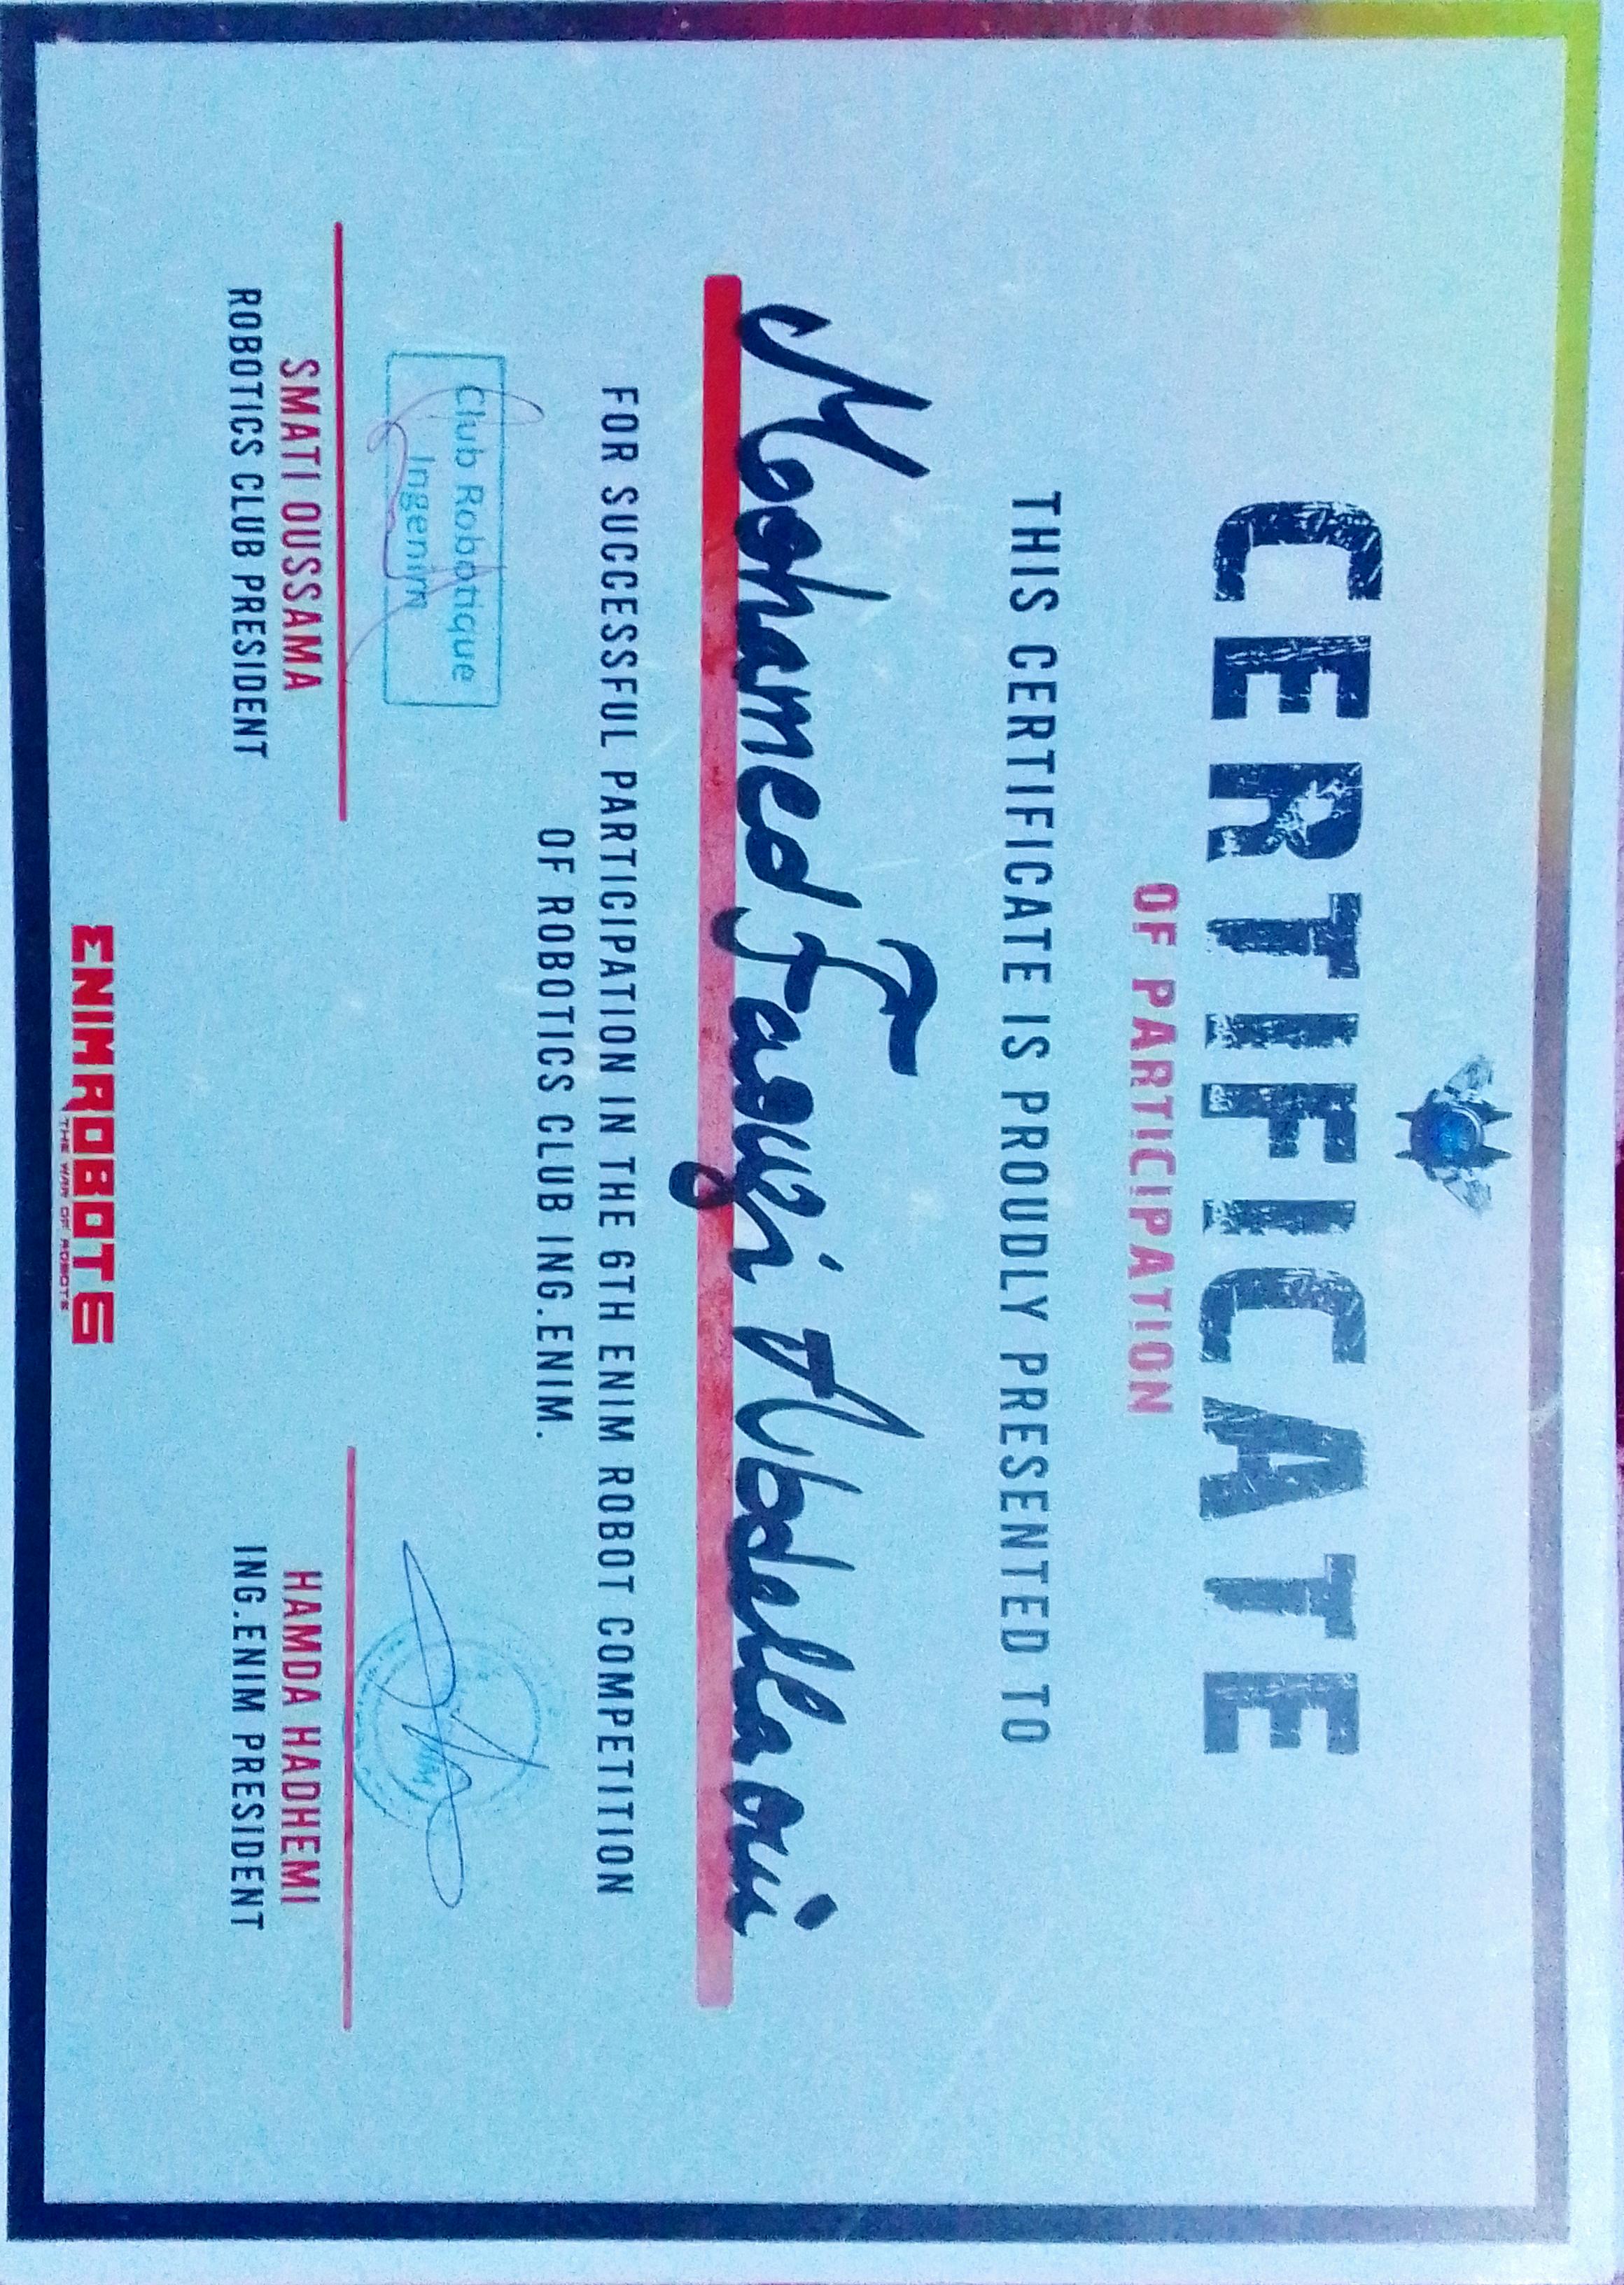 CERTIFICATE
OF PARTICIPATION
THIS CERTIFICATE IS PROUDLY PRESENTED TO
Mohamed Faouzi Abdellaoui
FOR SUCCESSFUL PARTICIPATION IN THE 6TH ENIM ROBOT COMPETITION
OF ROBOTICS CLUB ING.ENIM.
Club Robotique
Ingenim
SMATI OUSSAMA
ROBOTICS CLUB PRESIDENT
HAMDA HADHEMI
ING.ENIM PRESIDENT
ENIMROBOTS
THE WAR OF ROBOTS